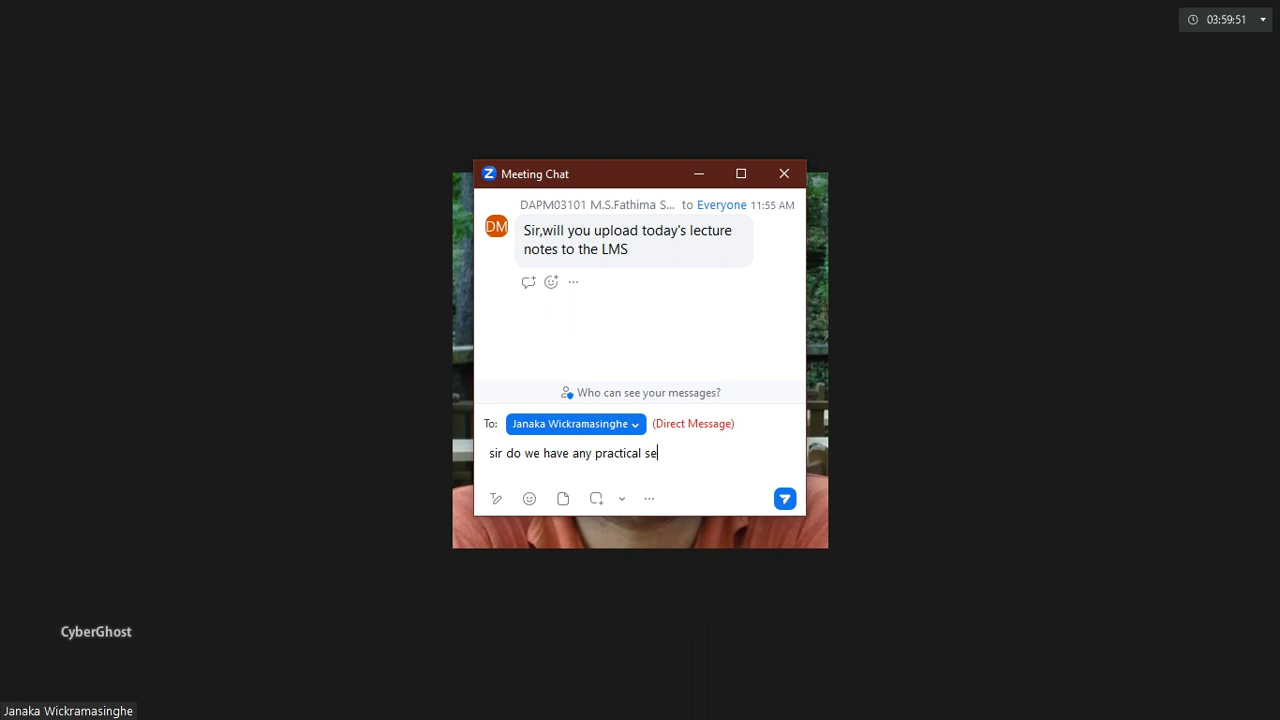 03:59:51
Meeting Chat
DAPM03101 M.S.Fathima S... to Everyone 11:55 AM
DM
Sir,will you upload today's lecture
notes to the LMS
Who can see your messages?
To: Janaka Wickramasinghe (Direct Message)
sir do we have any practical se
CyberGhost
Janaka Wickramasinghe